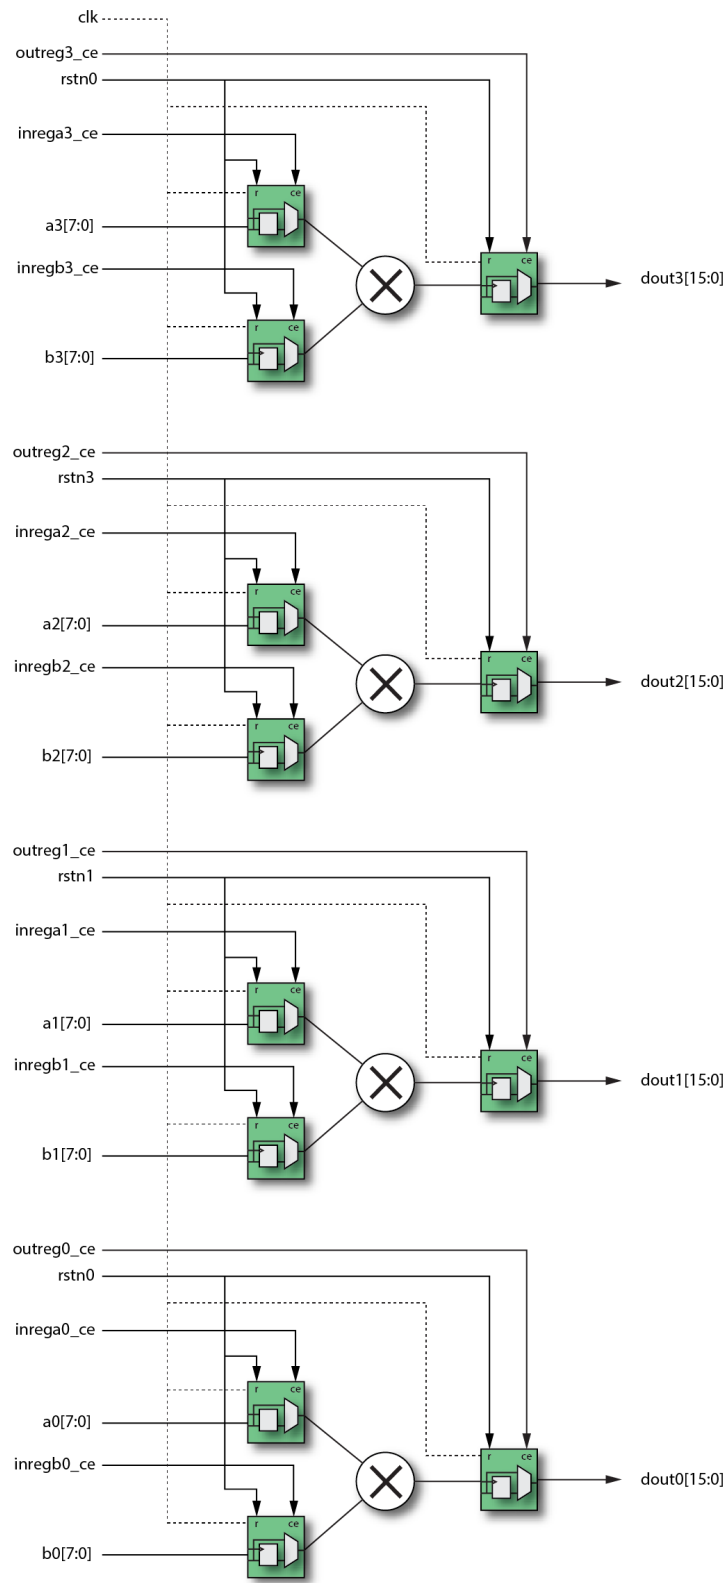 clk
outreg3_ce
rstn0
inrega3_ce
r ce
a3[7:0]
inregb3_ce
r ce
dout3[15:0]
r ce
b3[7:0]
outreg2_ce
rstn3
inrega2_ce
r ce
a2[7:0]
inregb2_ce
r ce
dout2[15:0]
r ce
b2[7:0]
outreg1_ce
rstn1
inrega1_ce
r ce
a1[7:0]
inregb1_ce
r ce
dout1[15:0]
r ce
b1[7:0]
outreg0_ce
rstn0
inrega0_ce
r ce
a0[7:0]
inregb0_ce
r ce
dout0[15:0]
r ce
b0[7:0]